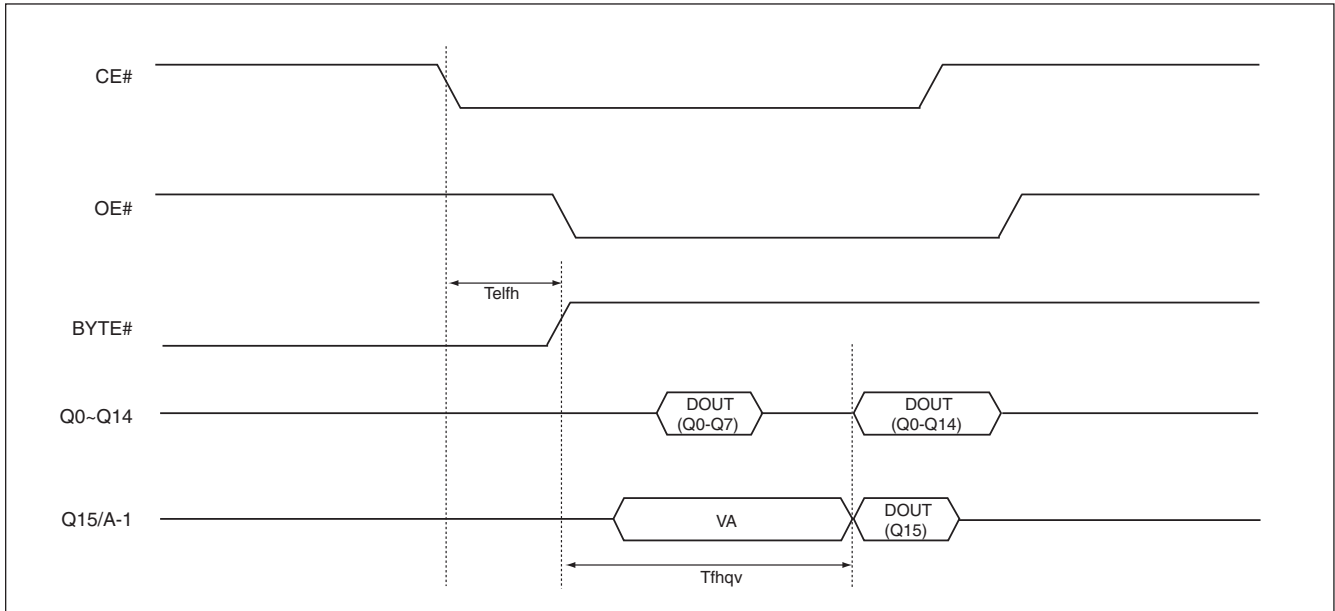 CE#
OE#
Telfh
BYTE#
Q0~Q14
DOUT
(Q0-Q7)
DOUT
(Q0-Q14)
Q15/A-1
VA
DOUT
(Q15)
Tfhqv